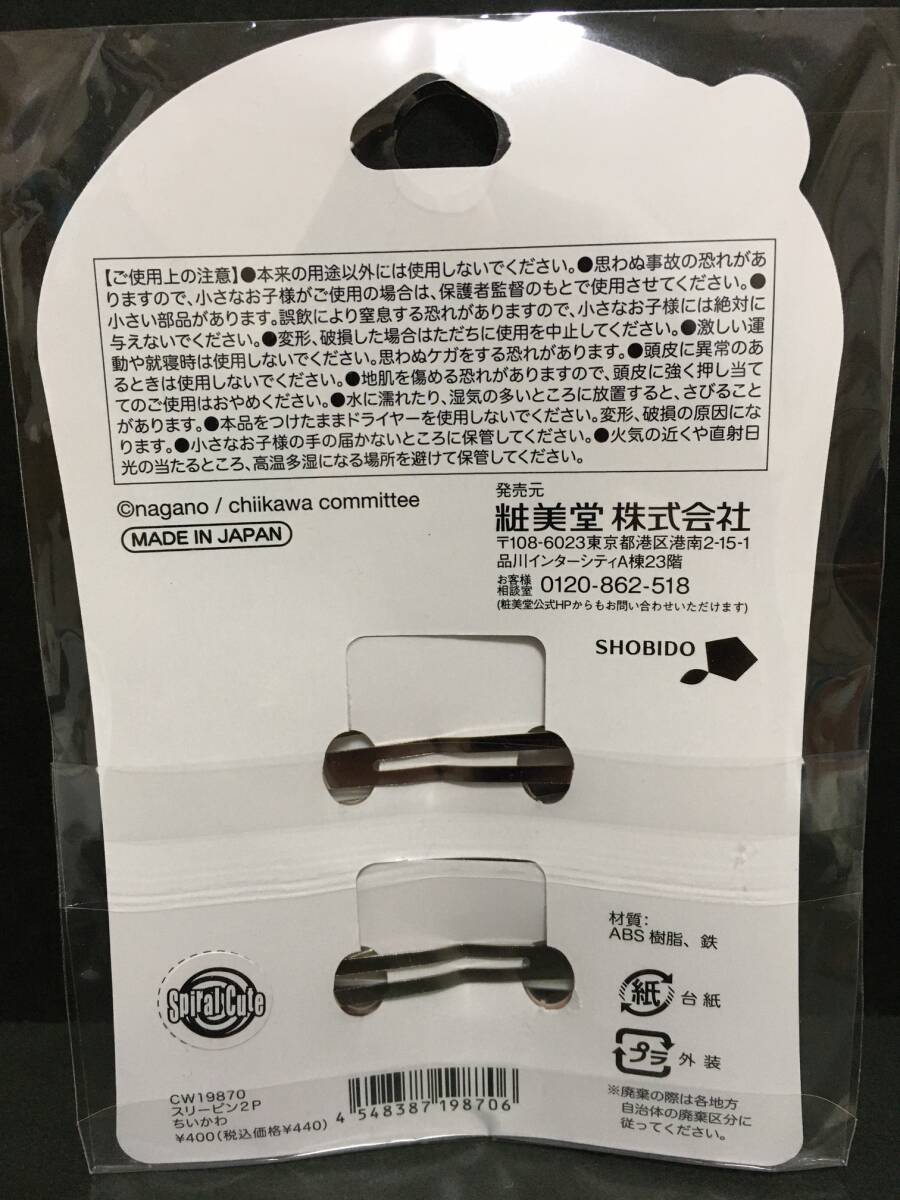 【ご使用上の注意】●本来の用途以外には使用しないでください。●思わぬ事故の恐れがあ
りますので、小さなお子様がご使用の場合は、保護者監督のもとで使用させてください。●
小さい部品があります。誤飲により窒息する恐れがありますので、小さなお子様には絶対に
与えないでください。●変形、破損した場合はただちに使用を中止してください。●激しい運
動や就寝時は使用しないでください。思わぬケガをする恐れがあります。●頭皮に異常のあ
るときは使用しないでください。●地肌を傷める恐れがありますので、頭皮に強く押し当て
てのご使用はおやめください。●水に濡れたり、湿気の多いところに放置すると、さびること
があります。●本品をつけたままドライヤーを使用しないでください。変形、破損の原因にな
ります。●小さなお子様の手の届かないところに保管してください。●火気の近くや直射日
光の当たるところ、高温多湿になる場所を避けて保管してください。
©nagano / chiikawa committee
MADE IN JAPAN
発売元
粧美堂 株式会社
〒108-6023東京都港区港南2-15-1
品川インターシティA棟23階
お客様
相談室 0120-862-518
(粧美堂公式HPからもお問い合わせいただけます)
SHOBIDO
材質:
ABS樹脂、鉄
紙 台紙
プラ 外装
※廃棄の際は各地方
自治体の廃棄区分に
従ってください。
Spiral Cute
CW19870
スリーピン2P
ちいかわ
¥400(税込価格¥440)
4 548387 198706